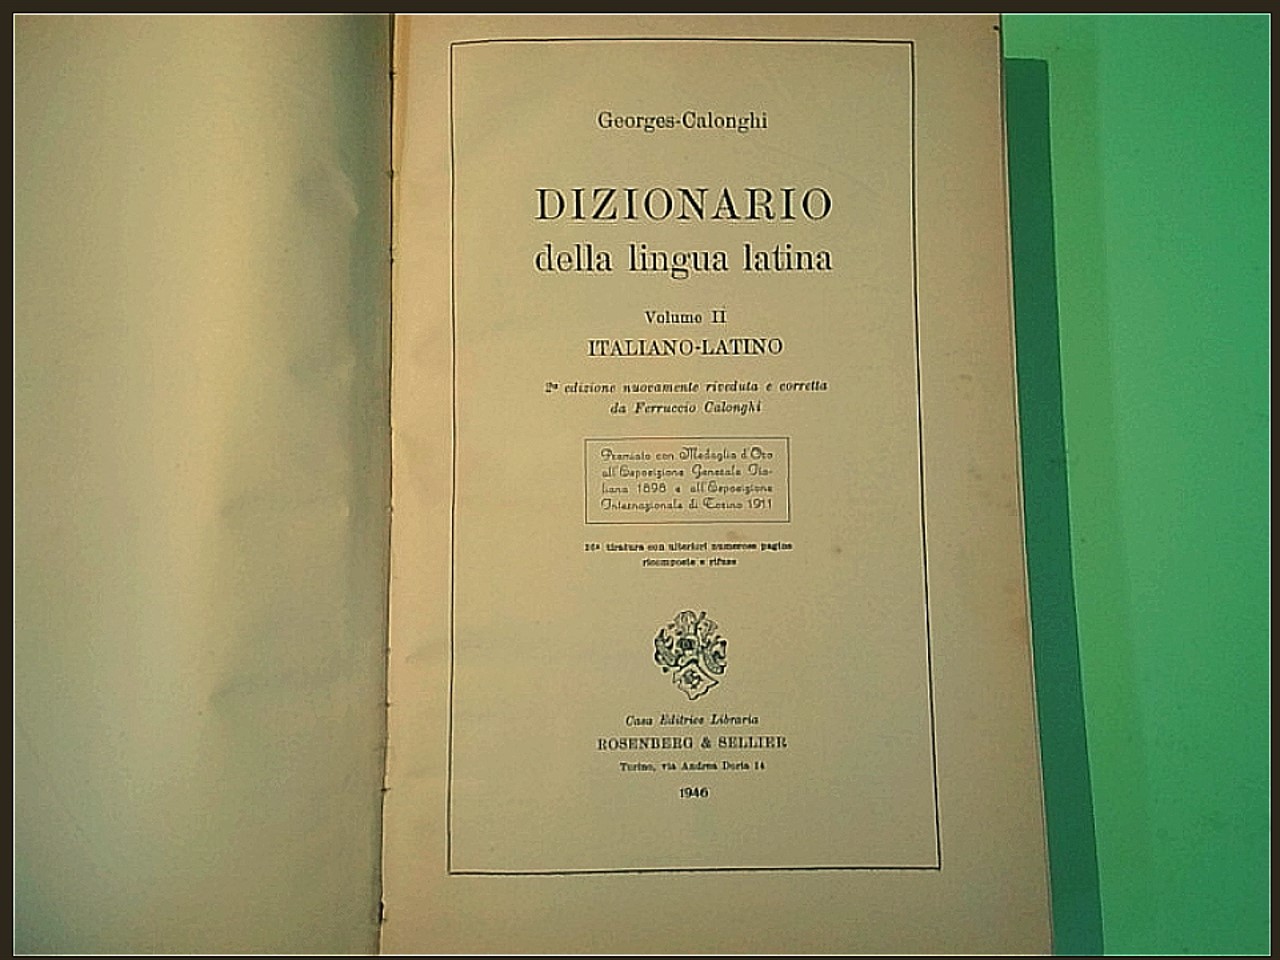 Georges-Calonghi
DIZIONARIO
della lingua latina
Volume II
ITALIANO-LATINO
2ª edizione nuovamente riveduta e corretta
da Ferruccio Calonghi
Premiato con Medaglia d'Oro
all'Esposizione Generale Ita-
liana 1898 e all'Esposizione
Internazionale di Torino 1911
16ª tiratura con ulteriori numerose pagine
ricomposte e rifuse
Casa Editrice Libraria
ROSENBERG & SELLIER
Torino, via Andrea Doria 14
1946